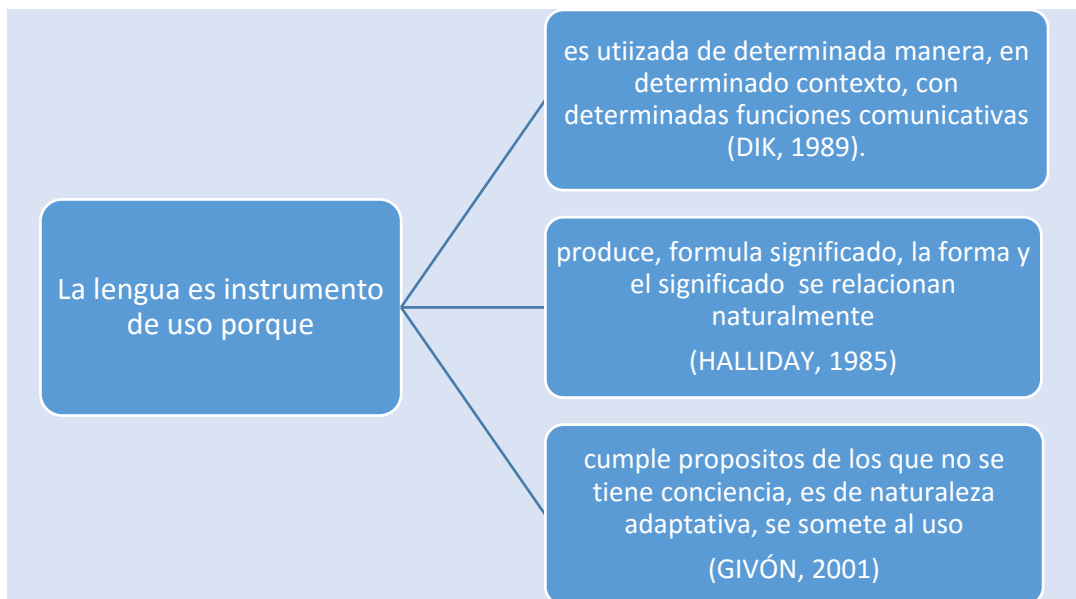 La lengua es instrumento
de uso porque
es utiizada de determinada manera, en
determinado contexto, con
determinadas funciones comunicativas
(DIK, 1989).
produce, formula significado, la forma y
el significado se relacionan
naturalmente
(HALLIDAY, 1985)
cumple propositos de los que no se
tiene conciencia, es de naturaleza
adaptativa, se somete al uso
(GIVÓN, 2001)